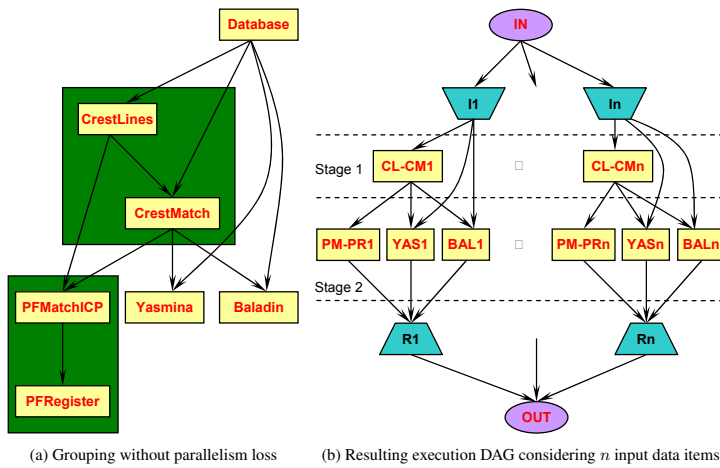 Database
CrestLines
CrestMatch
PFMatchICP
Yasmina
Baladin
PFRegister
(a) Grouping without parallelism loss
IN
I1
In
Stage 1
CL-CM1
CL-CMn
PM-PR1
YAS1
BAL1
PM-PRn
YASn
BALn
Stage 2
R1
Rn
OUT
(b) Resulting execution DAG considering n input data items